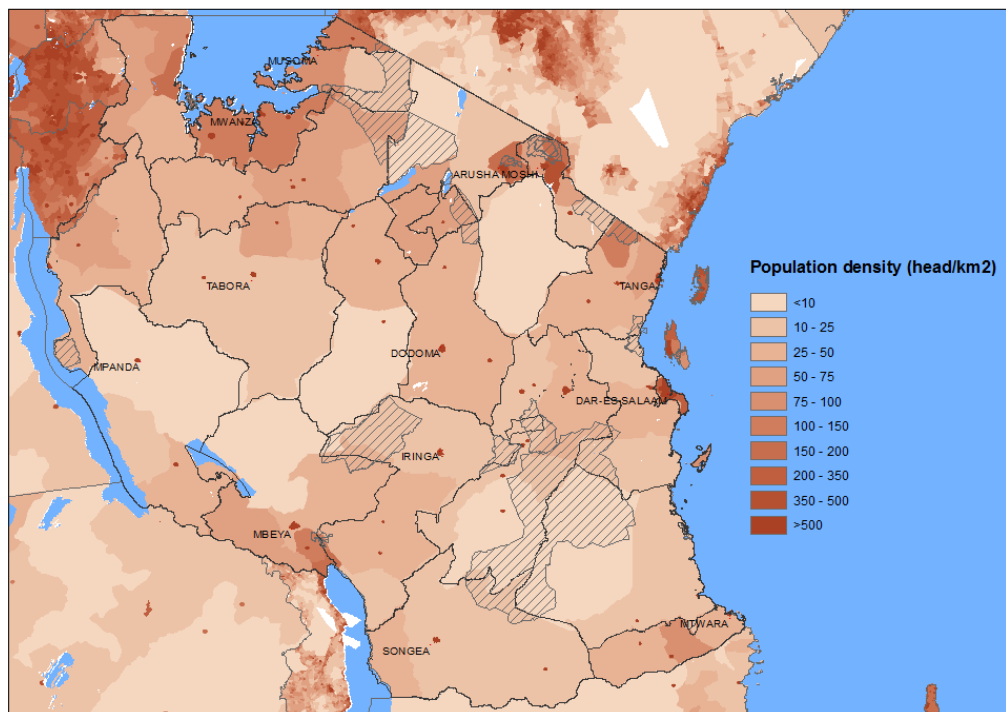 MUSOMA
MWANZA
ARUSHA MOSHI
Population density (head/km2)
TABORA
TANGA
<10
10 - 25
25 - 50
50 - 75
75 - 100
100 - 150
150 - 200
200 - 350
350 - 500
>500
MPANDA
DODOMA
DAR-ES-SALAAM
IRINGA
MBEYA
SONGEA
MTWARA